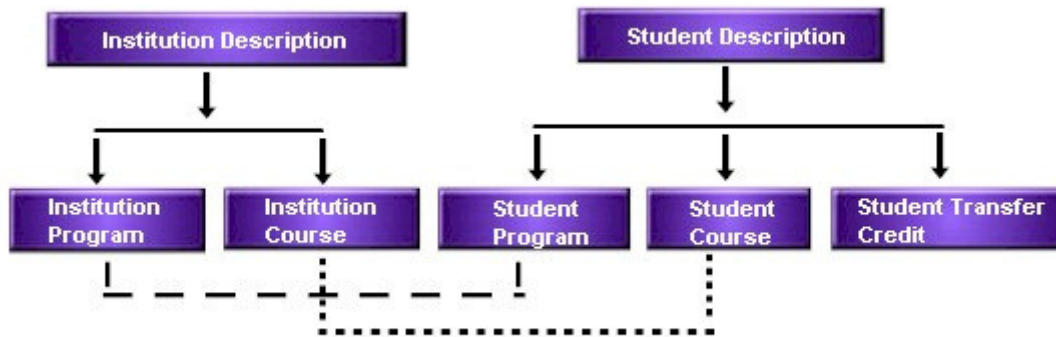 Institution Description
Student Description
Institution
Program
Institution
Course
Student
Program
Student
Course
Student Transfer
Credit